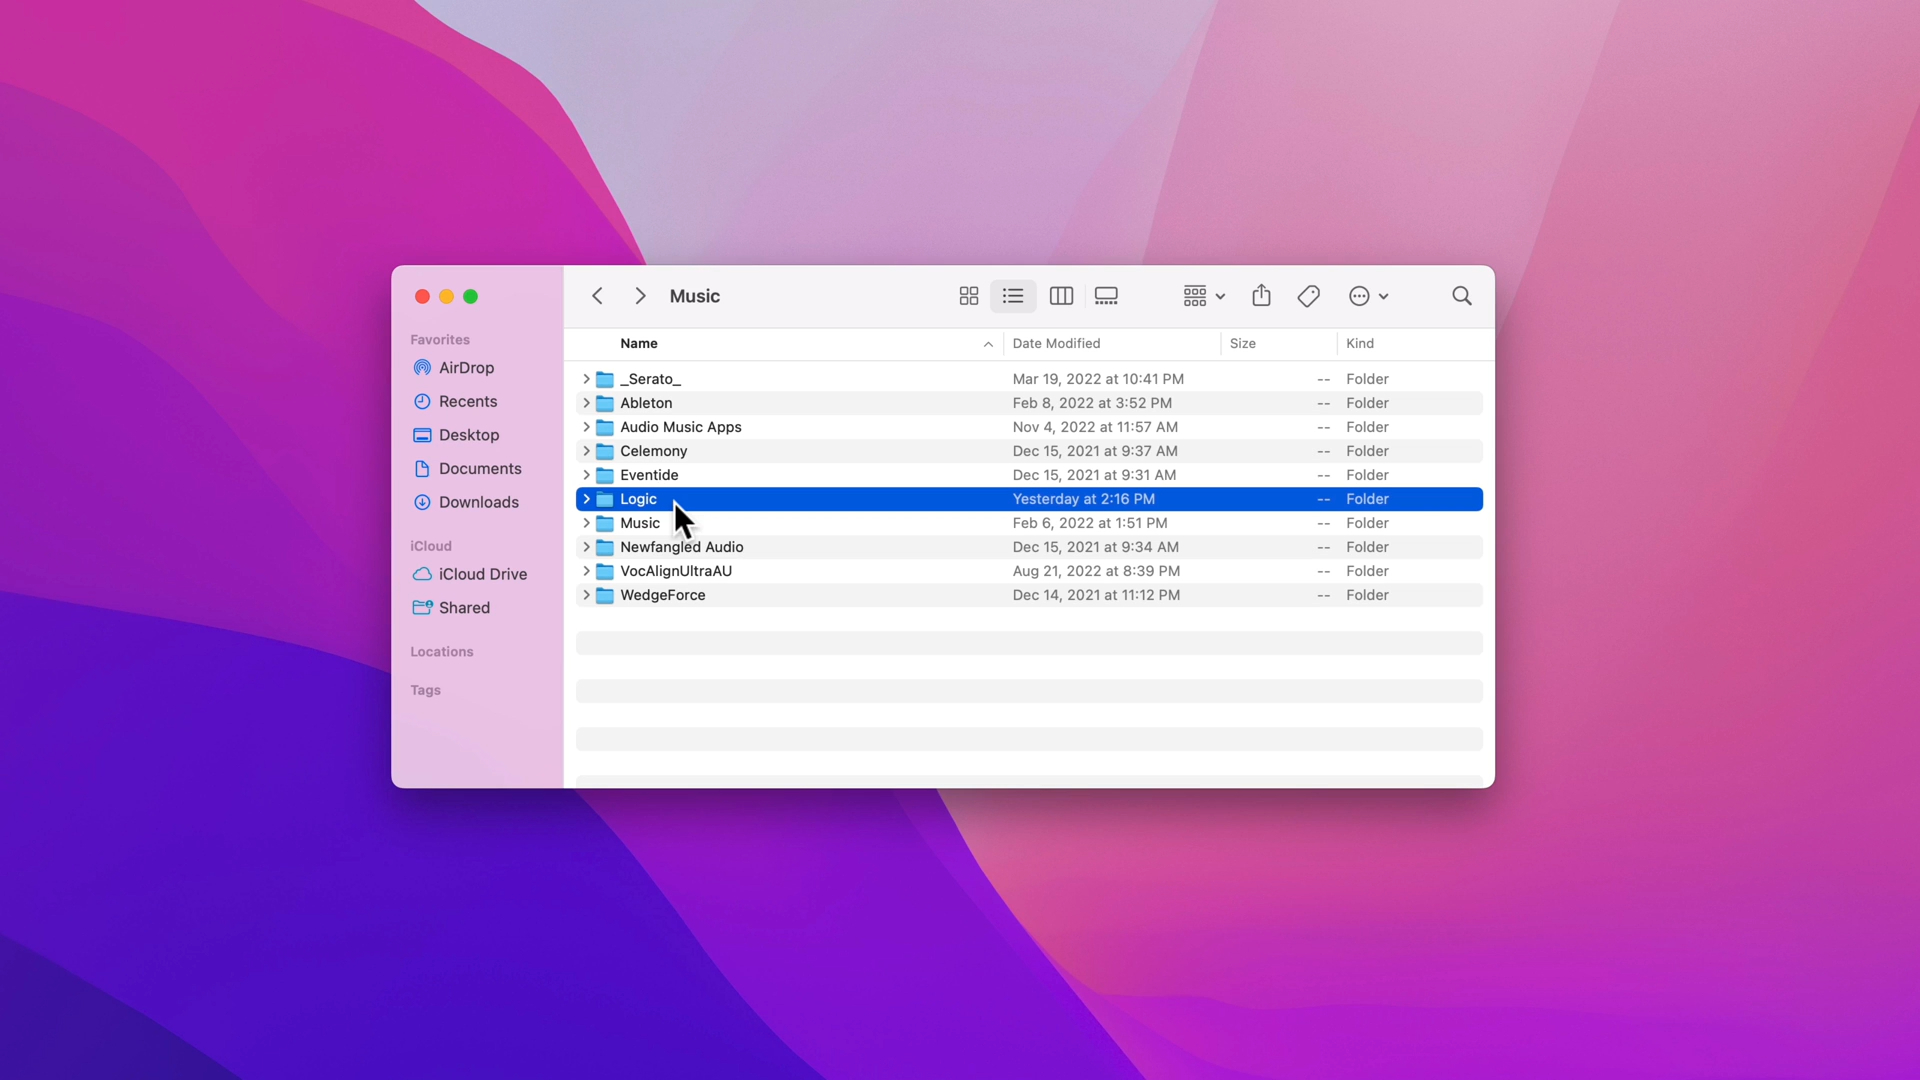 Music
Favorites
AirDrop
Recents
Desktop
Documents
Downloads
iCloud
iCloud Drive
Shared
Locations
Tags
Name Date Modified Size Kind
_Serato_ Mar 19, 2022 at 10:41 PM -- Folder
Ableton Feb 8, 2022 at 3:52 PM -- Folder
Audio Music Apps Nov 4, 2022 at 11:57 AM -- Folder
Celemony Dec 15, 2021 at 9:37 AM -- Folder
Eventide Dec 15, 2021 at 9:31 AM -- Folder
Logic Yesterday at 2:16 PM -- Folder
Music Feb 6, 2022 at 1:51 PM -- Folder
Newfangled Audio Dec 15, 2021 at 9:34 AM -- Folder
VocAlignUltraAU Aug 21, 2022 at 8:39 PM -- Folder
WedgeForce Dec 14, 2021 at 11:12 PM -- Folder